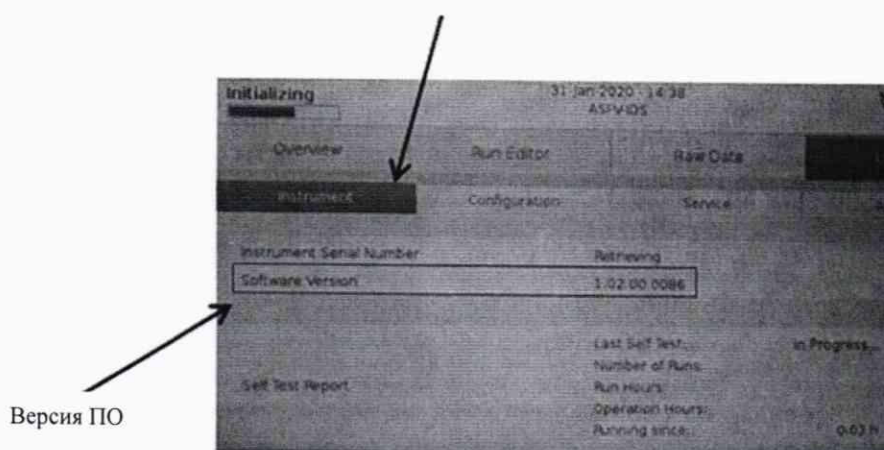 Initializing
31 Jan 2020 - 14:38
Overview
Run Editor
Raw Data
Instrument
Configuration
Service
Instrument Serial Number
Retrieving
Software Version
1.02.00.0086
Last Self Test:
In Progress...
Number of Runs:
Self Test Report
Run Hours:
Operation Hours:
Running since:
0.03 h
Версия ПО